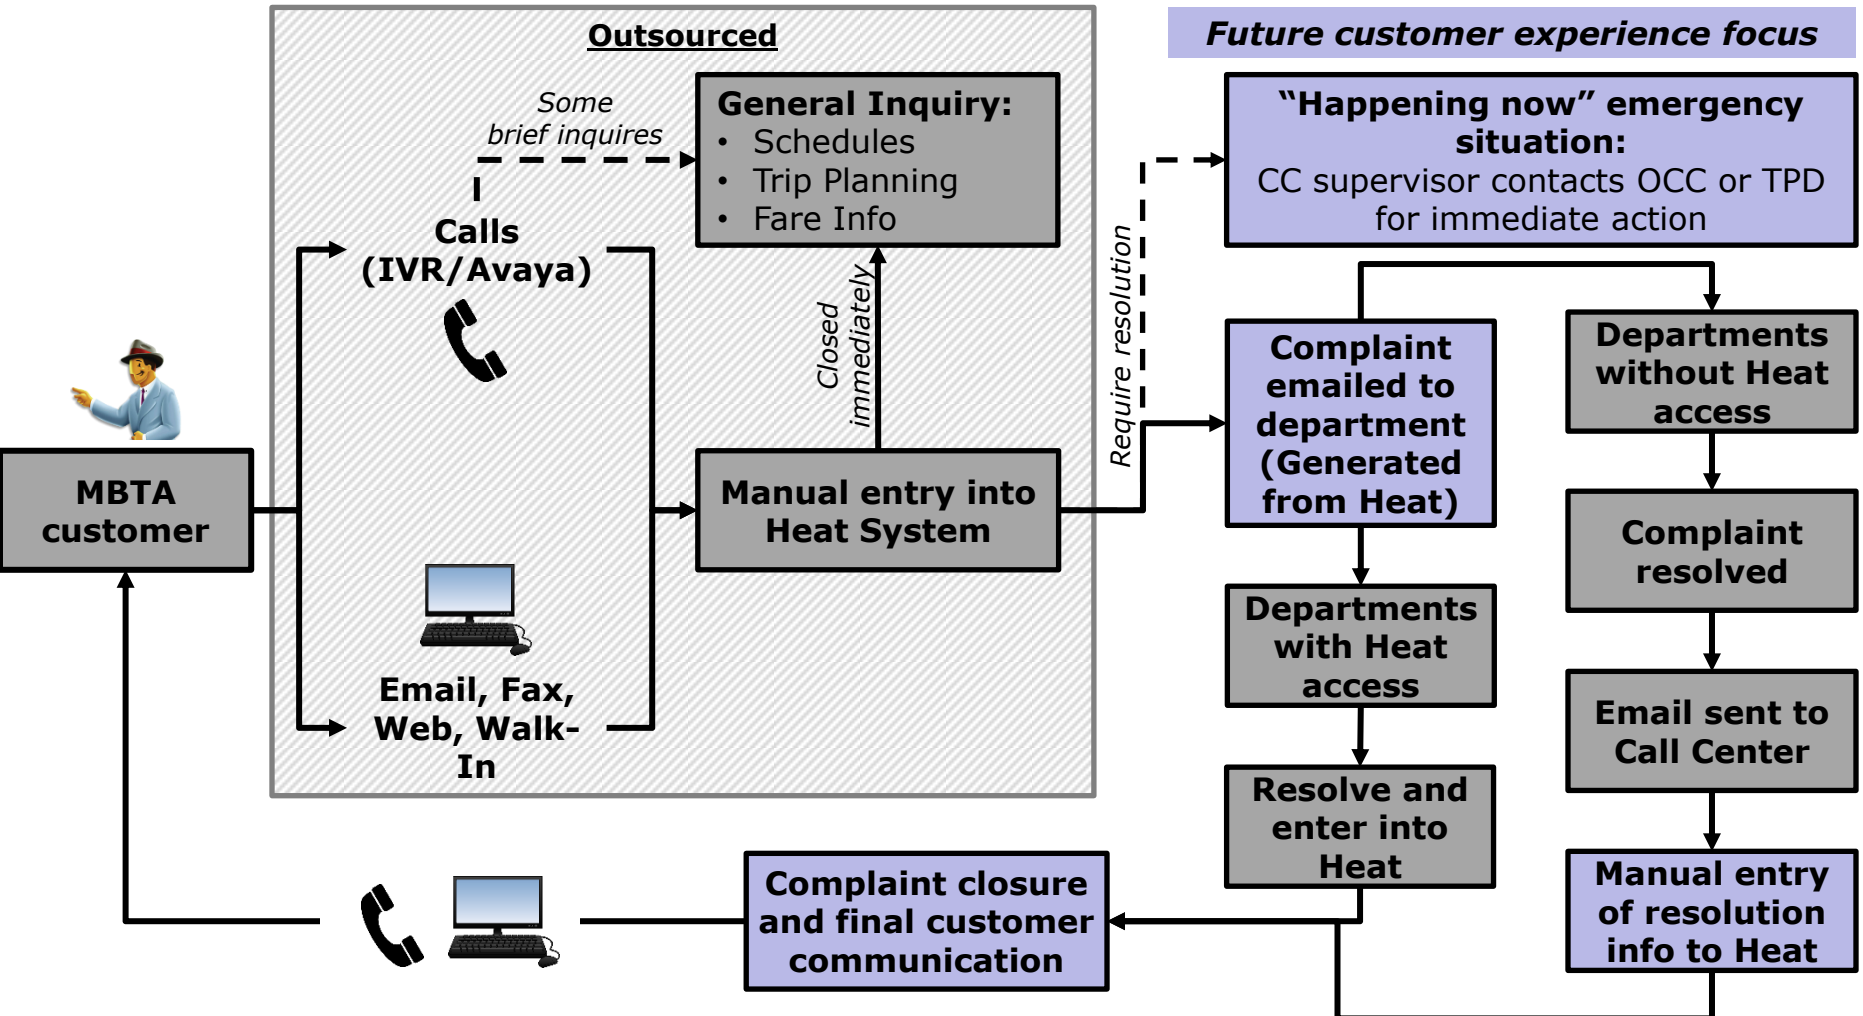 Outsourced
Future customer experience focus
Some
brief inquires
General Inquiry:
• Schedules
• Trip Planning
• Fare Info
“Happening now” emergency
situation:
CC supervisor contacts OCC or TPD
for immediate action
Calls
(IVR/Avaya)
Closed
immediately
Require resolution
Complaint
emailed to
department
(Generated
from Heat)
Departments
without Heat
access
MBTA
customer
Manual entry into
Heat System
Complaint
resolved
Departments
with Heat
access
Email, Fax,
Web, Walk-
In
Email sent to
Call Center
Resolve and
enter into
Heat
Complaint closure
and final customer
communication
Manual entry
of resolution
info to Heat